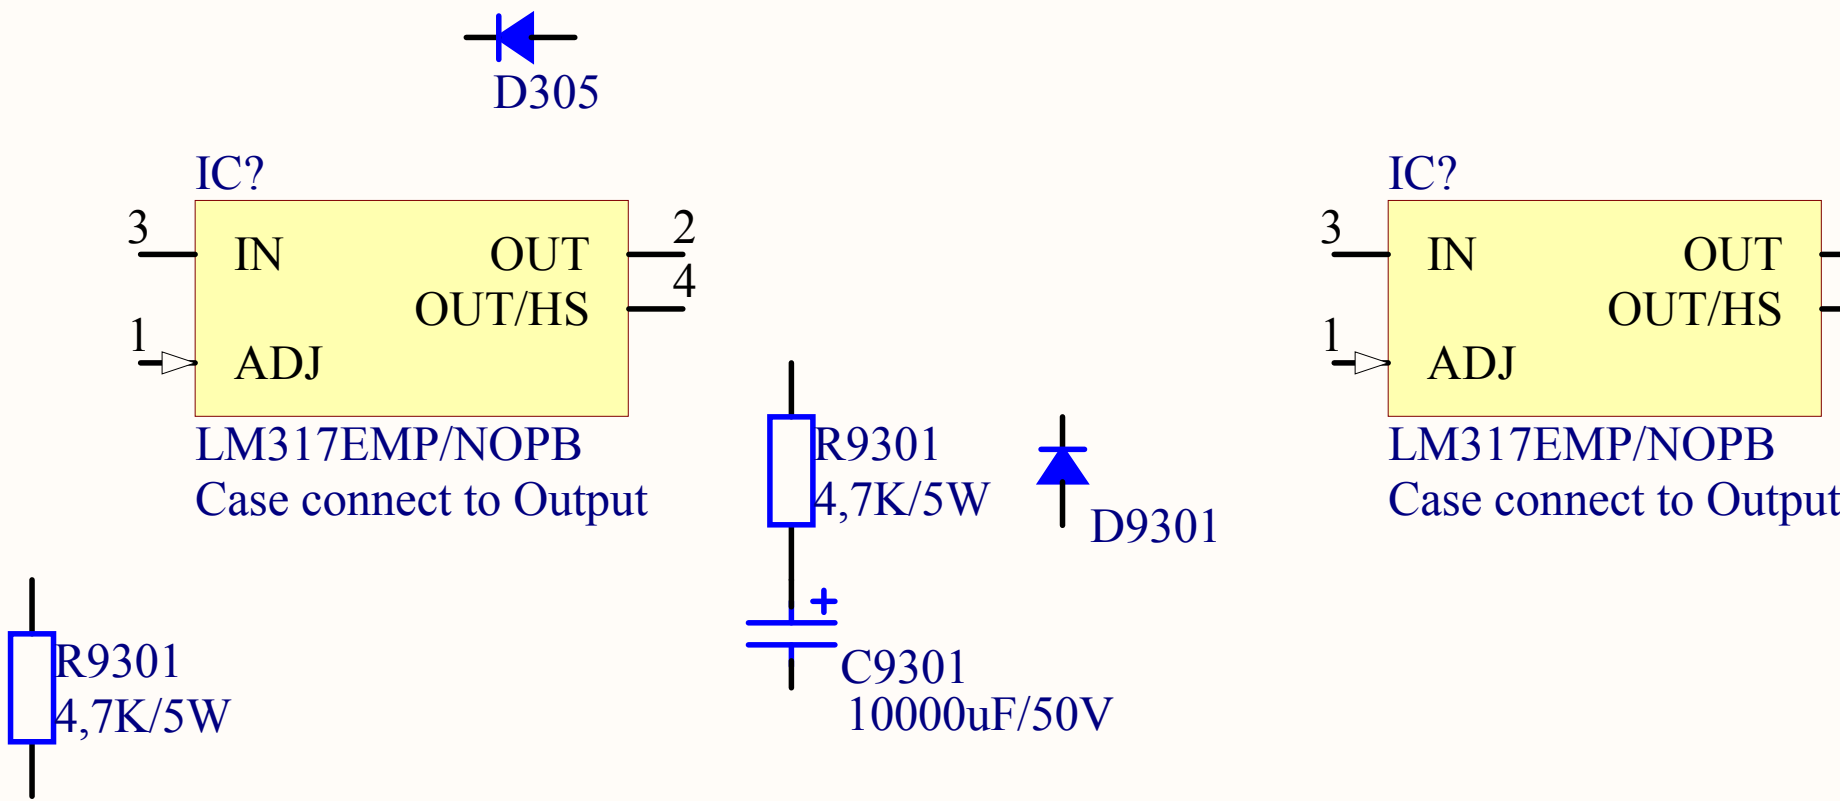 D305
IC?
3
IN
OUT
2
OUT/HS
4
1
ADJ
LM317EMP/NOPB
Case connect to Output
R9301
4,7K/5W
D9301
+
C9301
10000uF/50V
R9301
4,7K/5W
IC?
3
IN
OUT
OUT/HS
1
ADJ
LM317EMP/NOPB
Case connect to Output